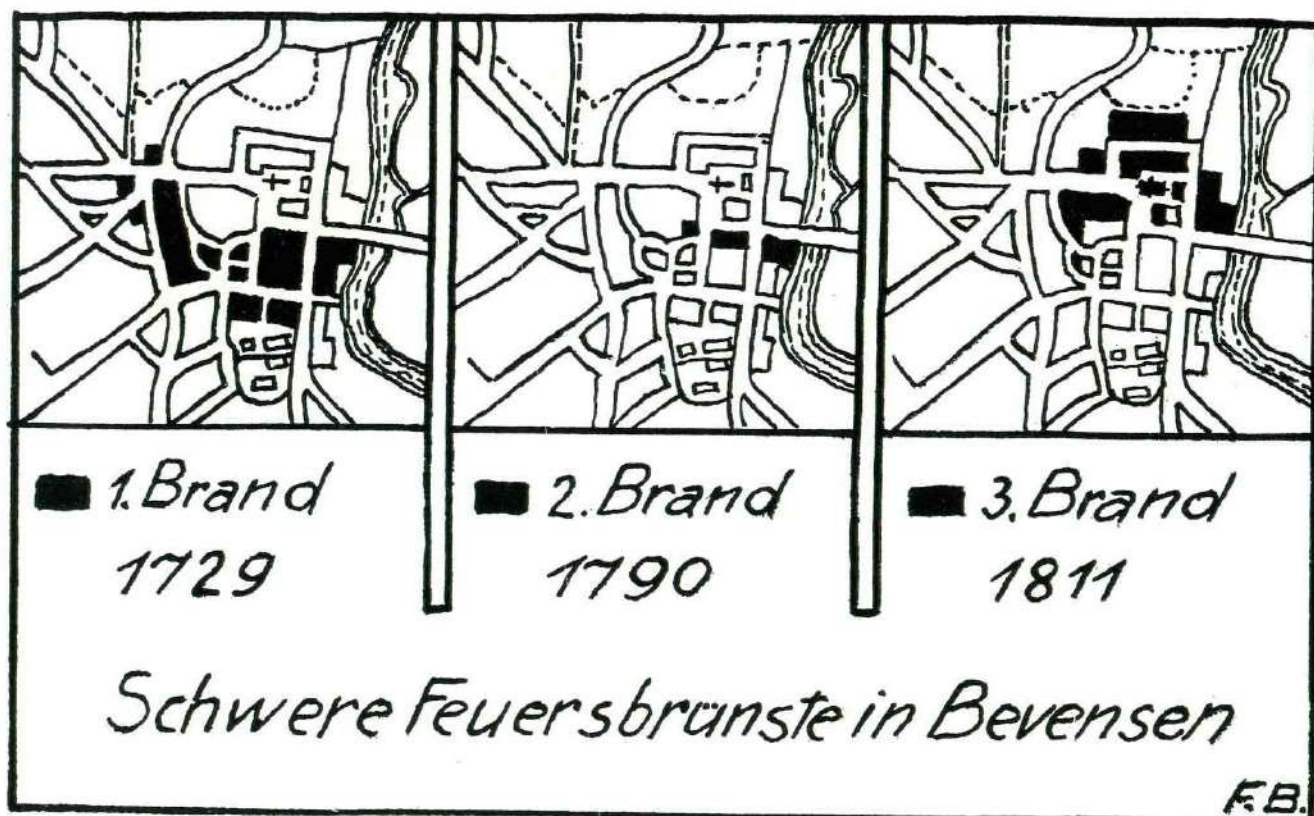 1. Brand
1729
2. Brand
1790
3. Brand
1811
Schwere Feuersbrünste in Bevensen
F.B.